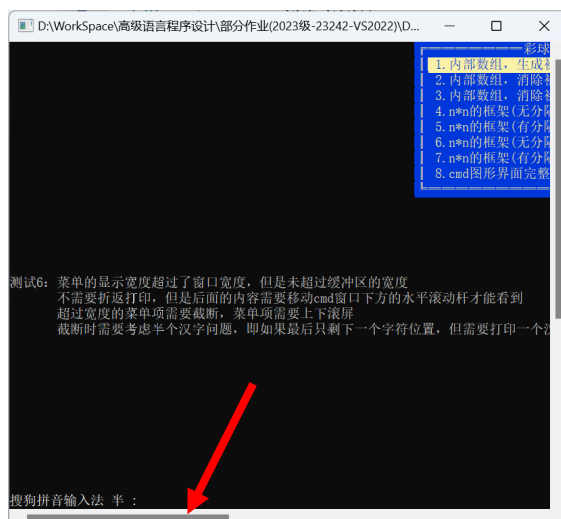 D:\WorkSpace\高级语言程序设计\部分作业(2023级-23242-VS2022)\D...
彩球
1.内部数组，生成初
2.内部数组，消除初
3.内部数组，消除初
4.n*n的框架(无分隔
5.n*n的框架(有分隔
6.n*n的框架(无分隔
7.n*n的框架(有分隔
8.cmd图形界面完整
测试6：菜单的显示宽度超过了窗口宽度，但是未超过缓冲区的宽度
不需要折返打印，但是后面的内容需要移动cmd窗口下方的水平滚动杆才能看到
超过宽度的菜单项需要截断，菜单项需要上下滚屏
截断时需要考虑半个汉字问题，即如果最后只剩下一个字符位置，但需要打印一个汉
搜狗拼音输入法 半 :